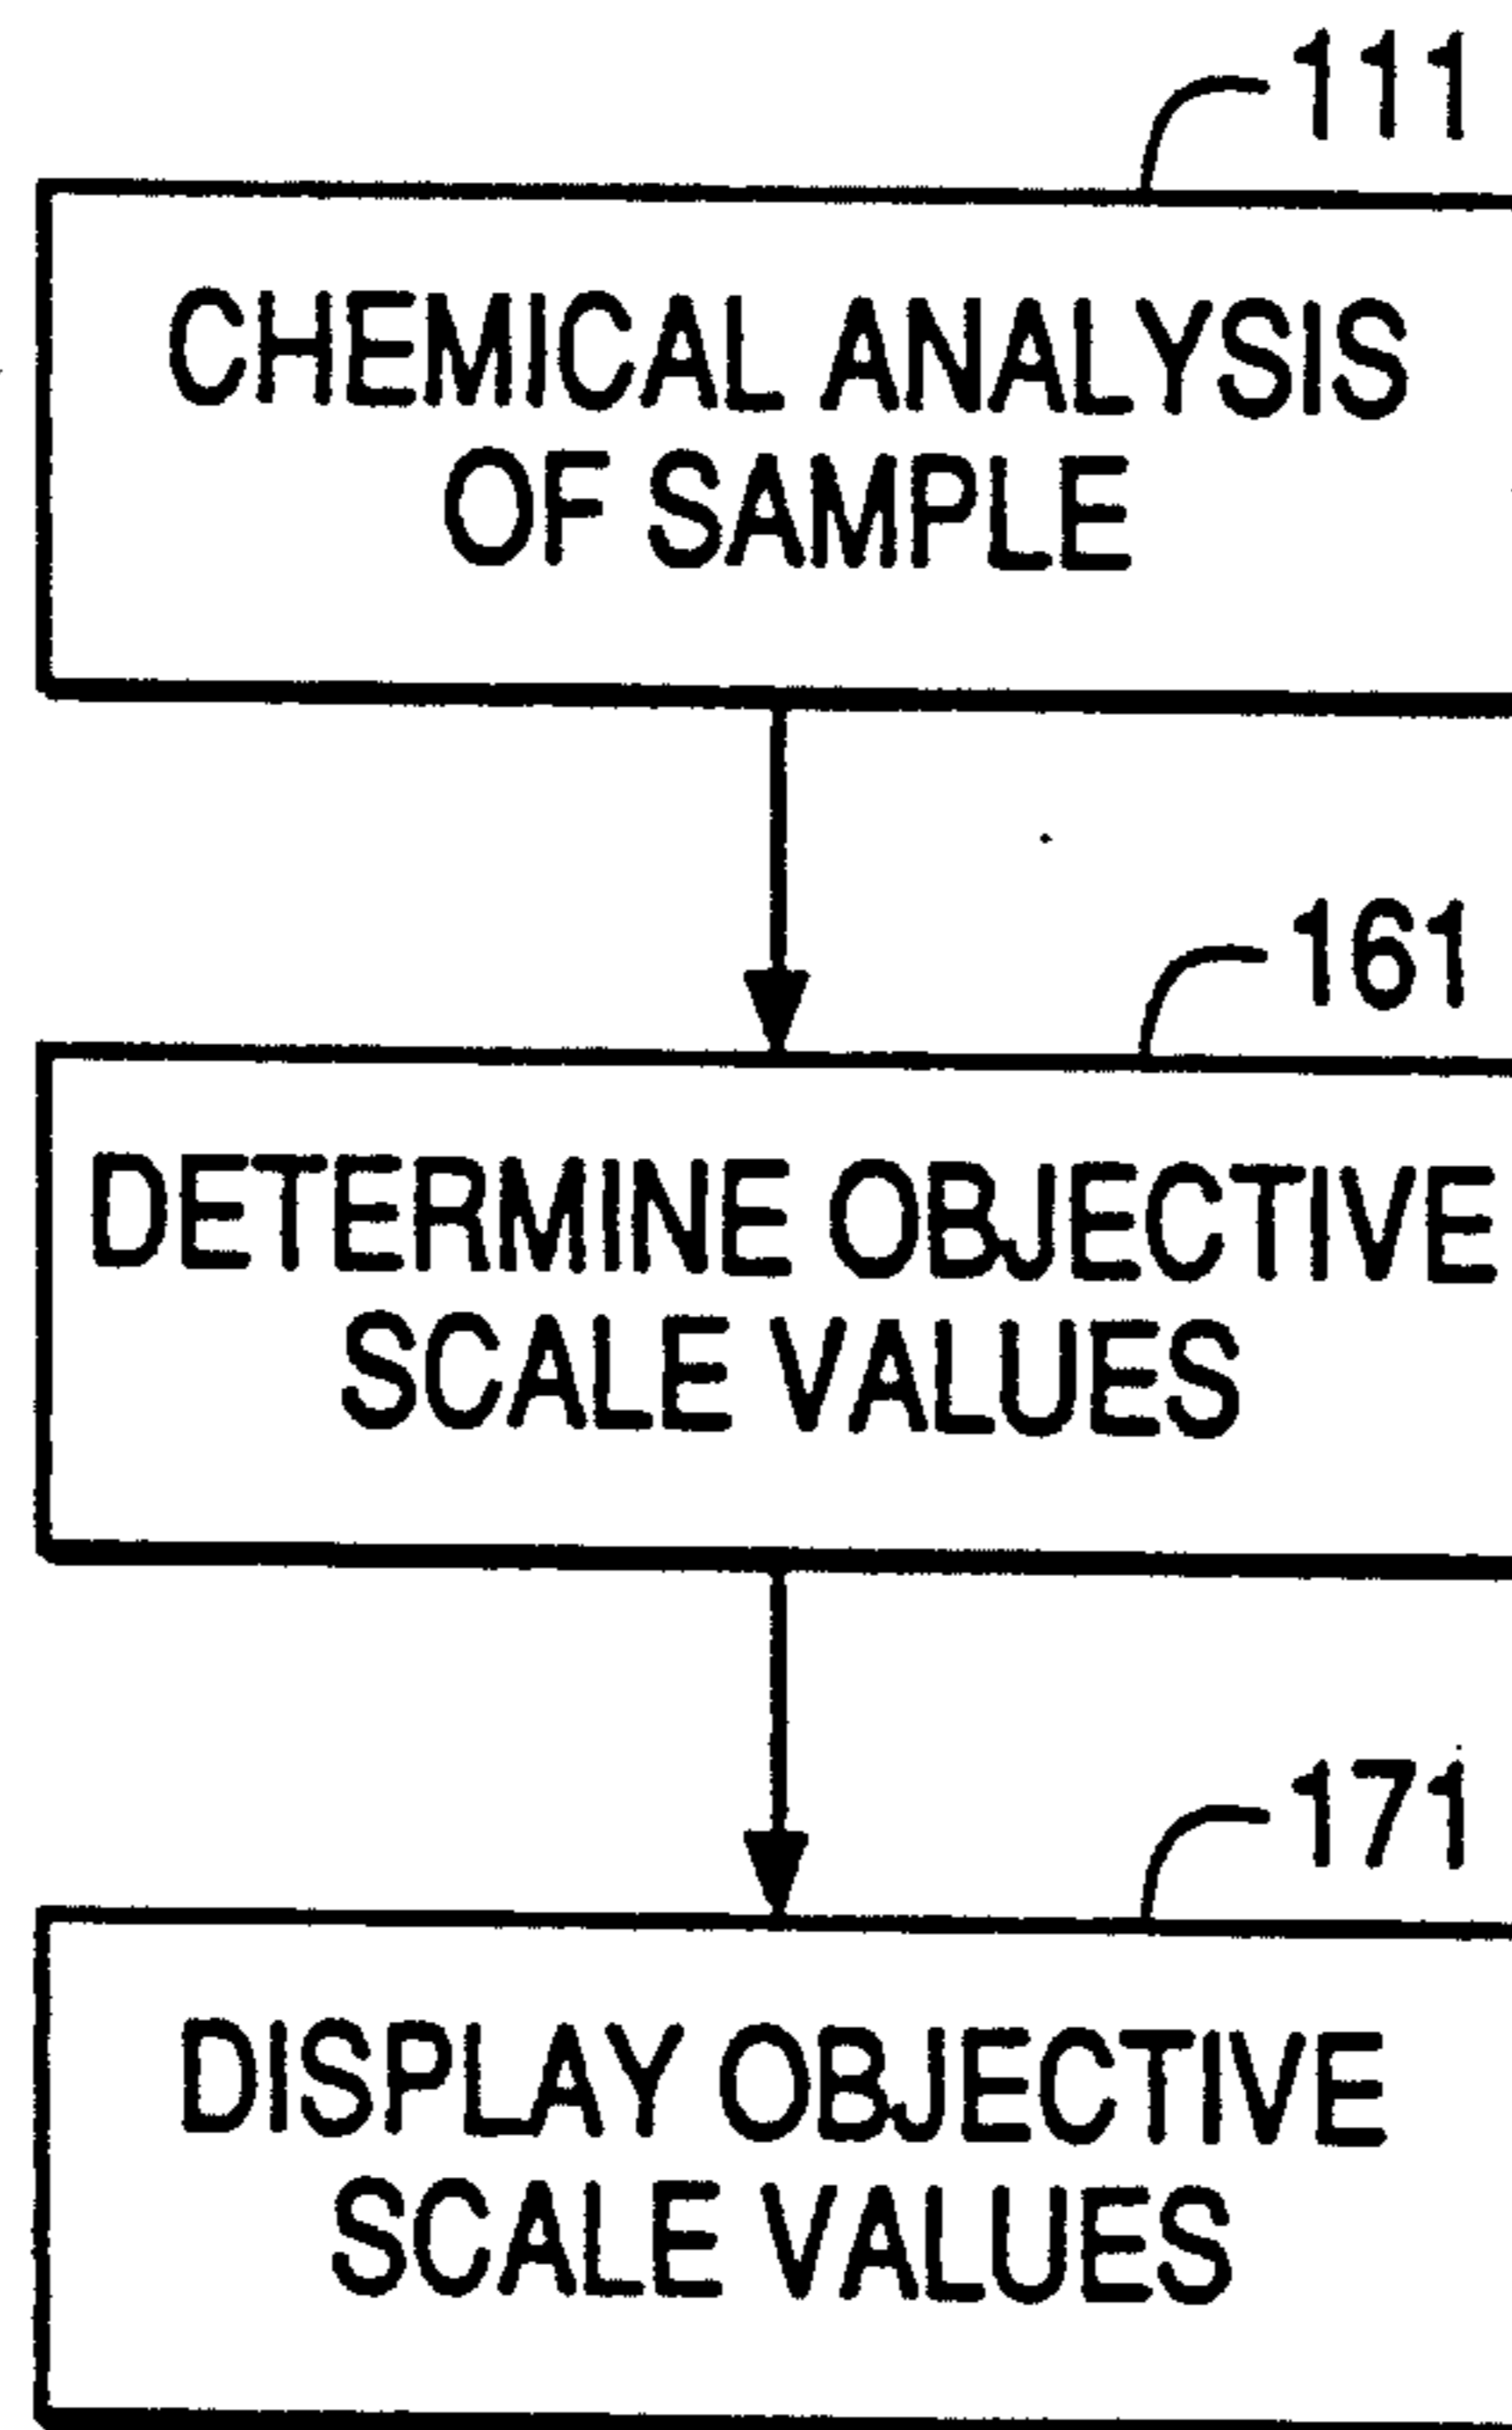 111
CHEMICAL ANALYSIS
OF SAMPLE
161
DETERMINE OBJECTIVE
SCALE VALUES
171
DISPLAY OBJECTIVE
SCALE VALUES